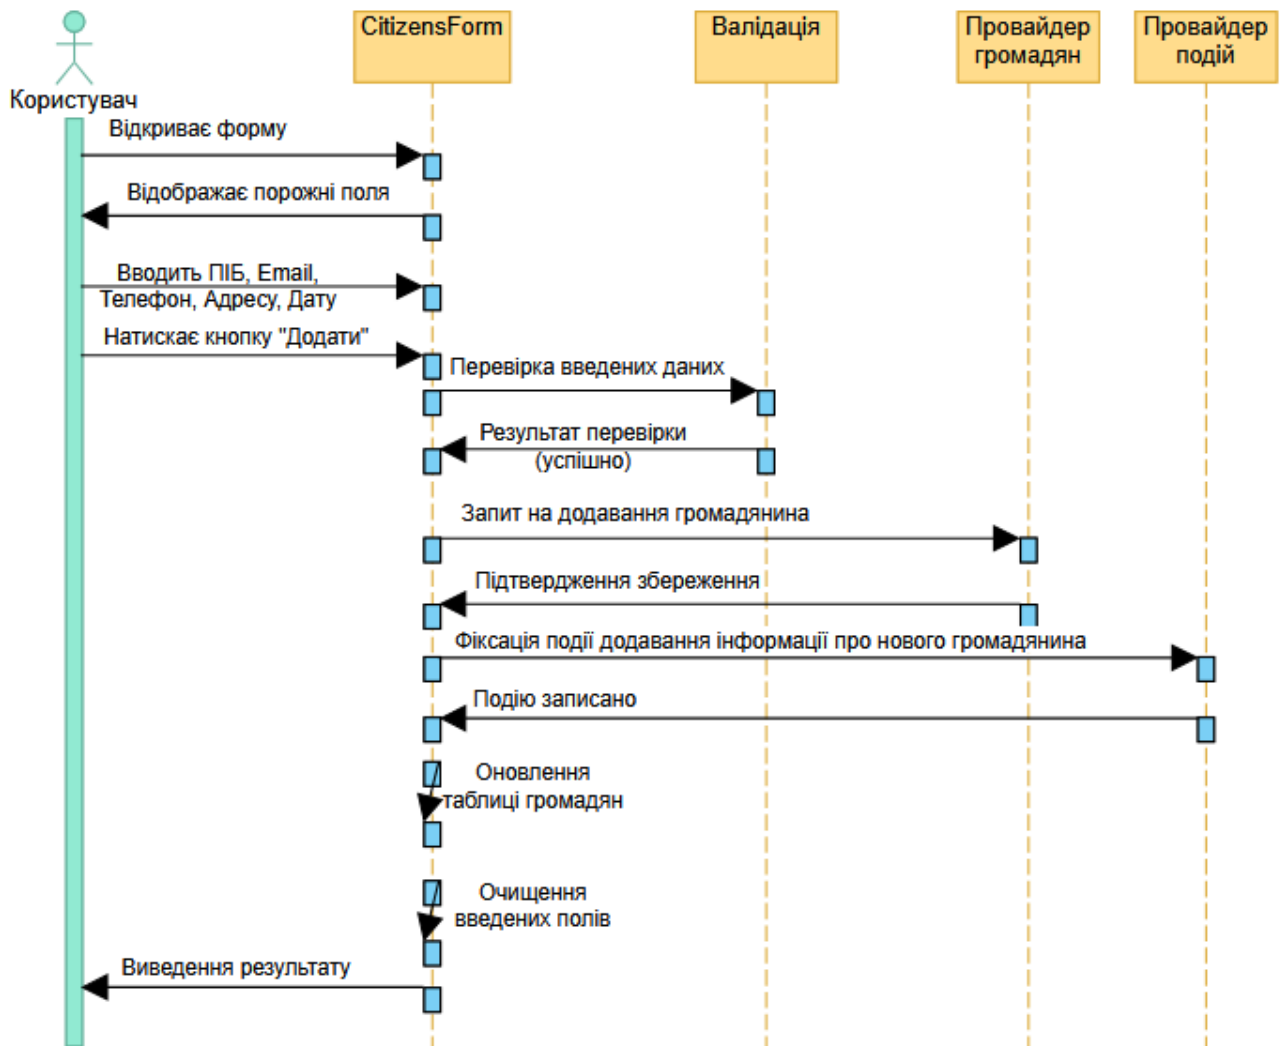 CitizensForm
Валідація
Провайдер
громадян
Провайдер
подій
Користувач
Відкриває форму
Відображає порожні поля
Вводить ПІБ, Email,
Телефон, Адресу, Дату
Натискає кнопку "Додати"
Перевірка введених даних
Результат перевірки
(успішно)
Запит на додавання громадянина
Підтвердження збереження
Фіксація події додавання інформації про нового громадянина
Подію записано
Оновлення
таблиці громадян
Очищення
введених полів
Виведення результату